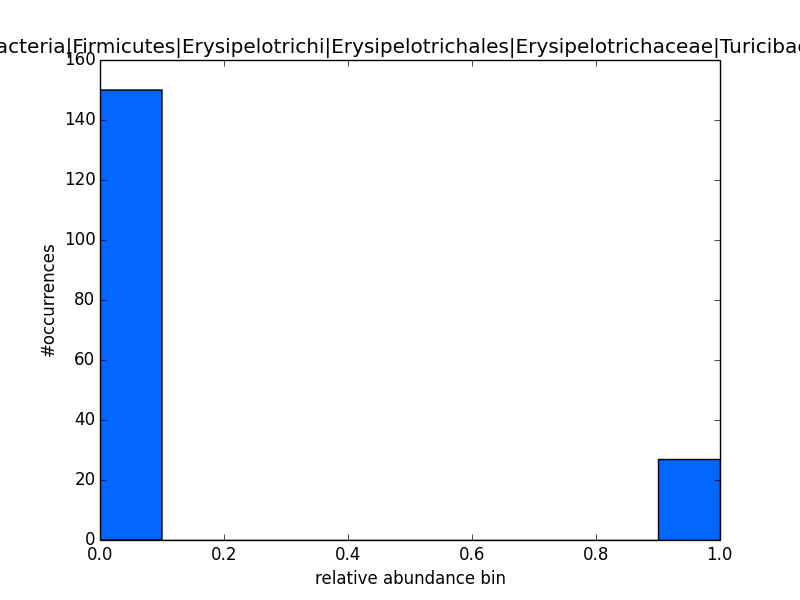 acteria|Firmicutes|Erysipelotrichi|Erysipelotrichales|Erysipelotrichaceae|Turicibac
160
140
120
100
80
60
40
20
0
#occurrences
0.0 0.2 0.4 0.6 0.8 1.0
relative abundance bin